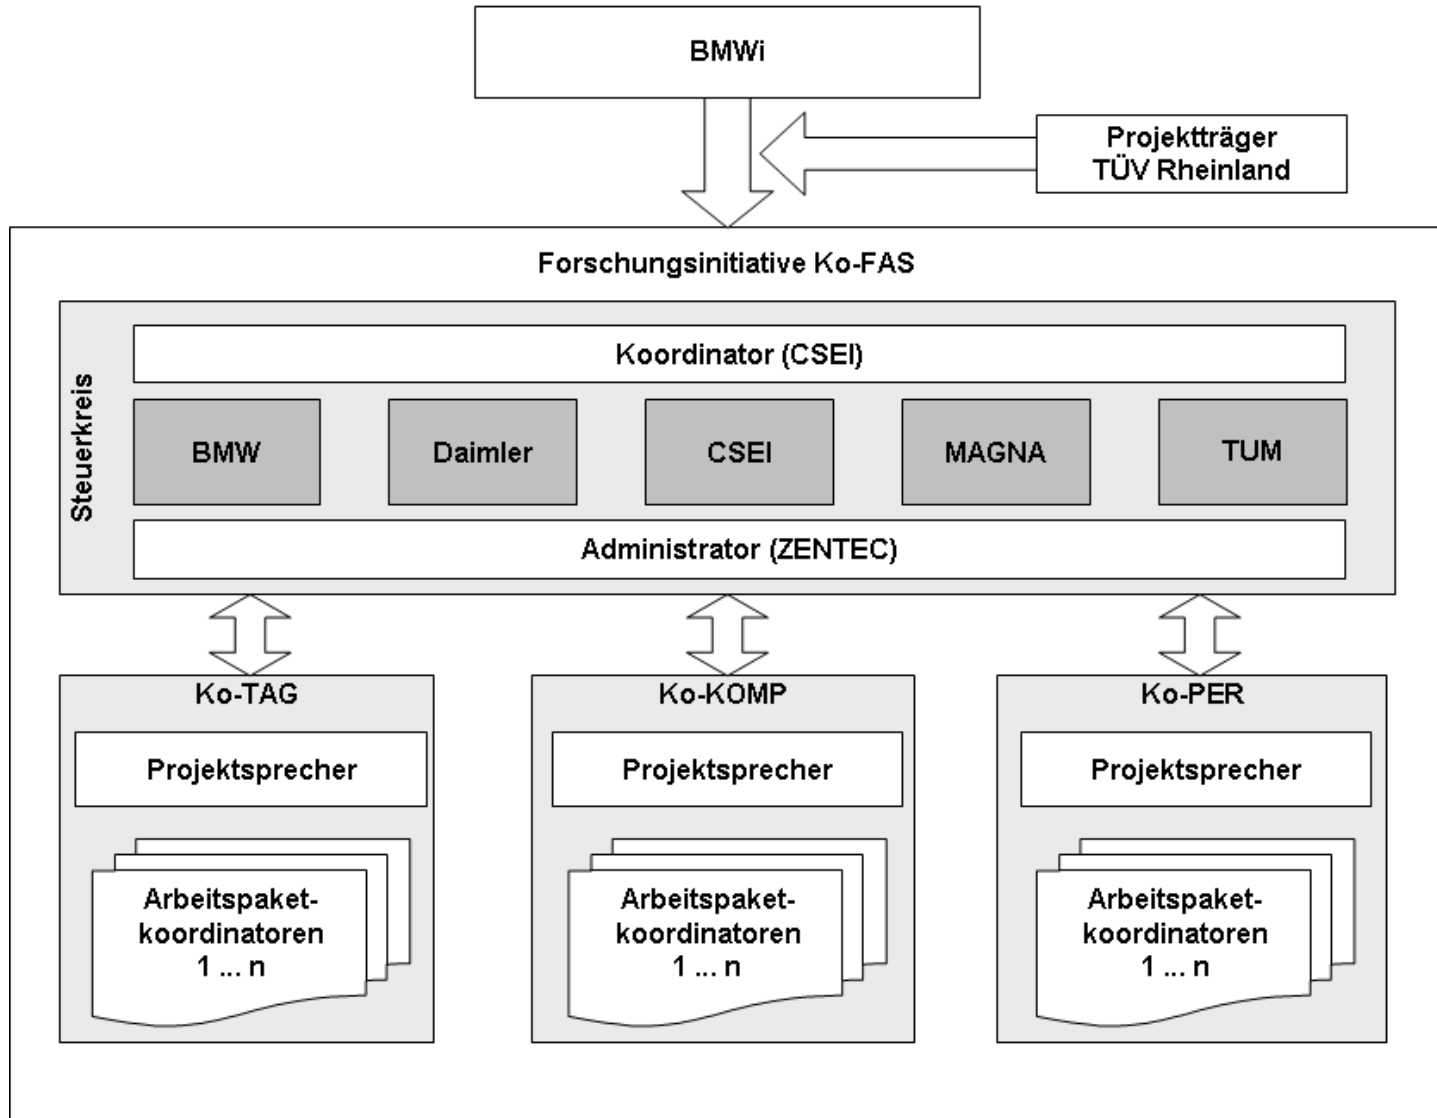 BMWi
Projektträger
TÜV Rheinland
Forschungsinitiative Ko-FAS
Steuerkreis
Koordinator (CSEI)
BMW
Daimler
CSEI
MAGNA
TUM
Administrator (ZENTEC)
Ko-TAG
Projektsprecher
Arbeitspaket-
koordinatoren
1 ... n
Ko-KOMP
Projektsprecher
Arbeitspaket-
koordinatoren
1 ... n
Ko-PER
Projektsprecher
Arbeitspaket-
koordinatoren
1 ... n